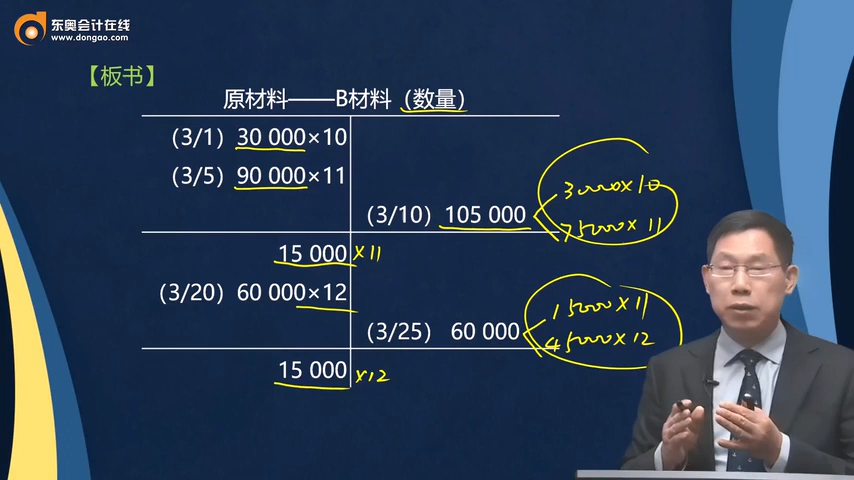 东奥会计在线
www.dongao.com
【板书】
原材料——B材料（数量）
（3/1）30 000×10
（3/5）90 000×11
（3/10）105 000
30000×10
75000×11
15 000 ×11
（3/20）60 000×12
（3/25） 60 000
15000×11
45000×12
15 000 ×12